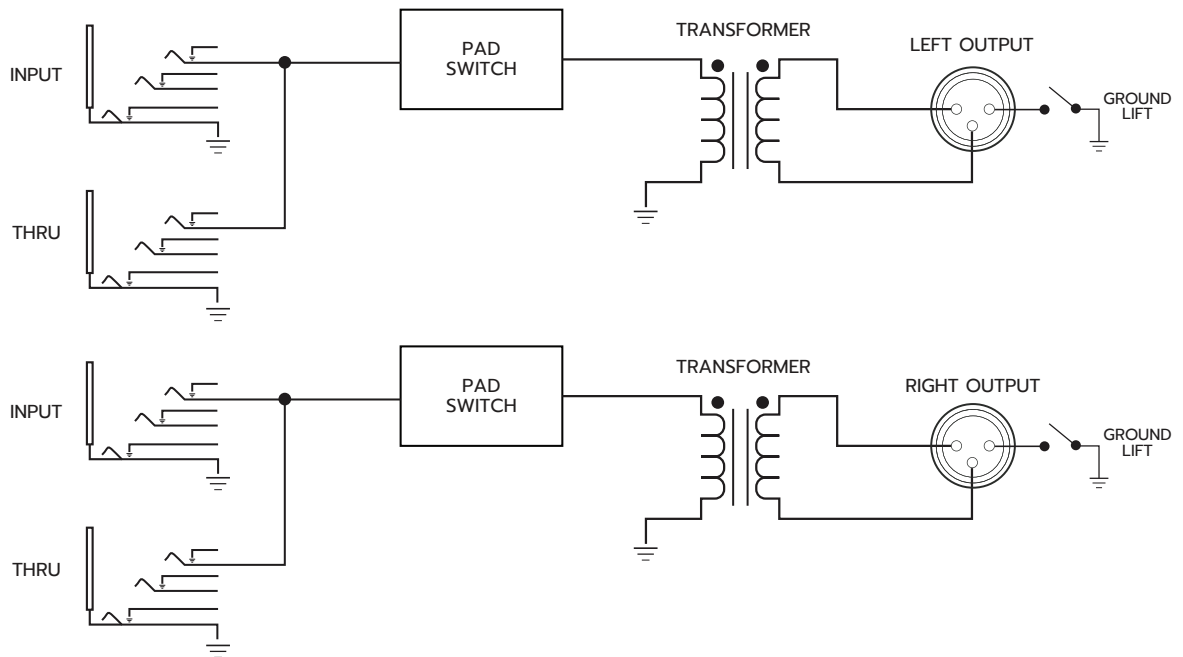 INPUT
PAD
SWITCH
TRANSFORMER
LEFT OUTPUT
GROUND
LIFT
THRU
INPUT
PAD
SWITCH
TRANSFORMER
RIGHT OUTPUT
GROUND
LIFT
THRU